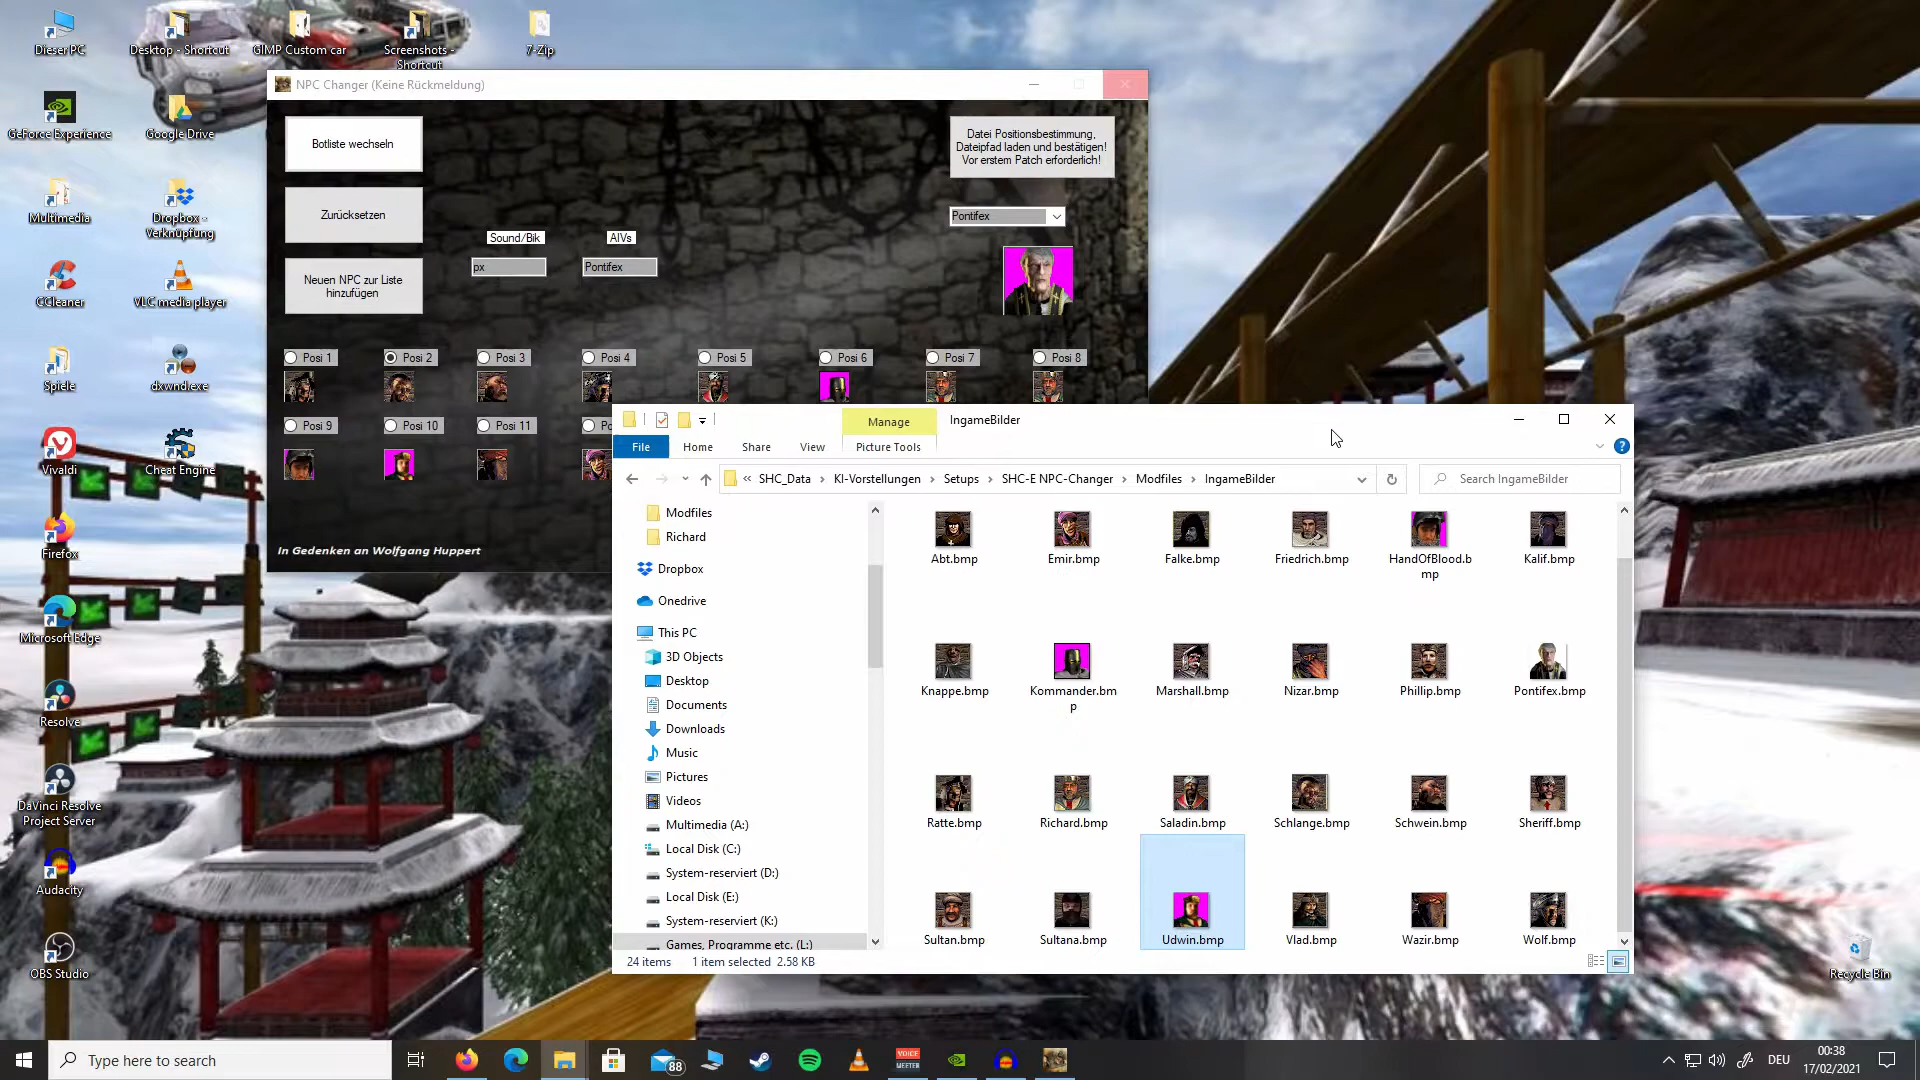 Dieser PC
Desktop - Shortcut
GIMP Custom car
Screenshots - Shortcut
7-Zip
GeForce Experience
Google Drive
Multimedia
Dropbox - Verknüpfung
CCleaner
VLC media player
Spiele
dxwnd.exe
Vivaldi
Cheat Engine
Firefox
Microsoft Edge
Resolve
DaVinci Resolve
Project Server
Audacity
OBS Studio
Recycle Bin
NPC Changer (Keine Rückmeldung)
Botliste wechseln
Zurücksetzen
Neuen NPC zur Liste
hinzufügen
Sound/Bik
AIVs
px
Pontifex
Datei Positionsbestimmung,
Dateipfad laden und bestätigen!
Vor erstem Patch erforderlich!
Pontifex
Posi 1
Posi 2
Posi 3
Posi 4
Posi 5
Posi 6
Posi 7
Posi 8
Posi 9
Posi 10
Posi 11
Po
In Gedenken an Wolfgang Huppert
Manage
IngameBilder
File
Home
Share
View
Picture Tools
« SHC_Data › KI-Vorstellungen › Setups › SHC-E NPC-Changer › Modfiles › IngameBilder
Search IngameBilder
Modfiles
Richard
Dropbox
Onedrive
This PC
3D Objects
Desktop
Documents
Downloads
Music
Pictures
Videos
Multimedia (A:)
Local Disk (C:)
System-reserviert (D:)
Local Disk (E:)
System-reserviert (K:)
Games, Programme etc. (L:)
Abt.bmp
Emir.bmp
Falke.bmp
Friedrich.bmp
HandOfBlood.b
mp
Kalif.bmp
Knappe.bmp
Kommander.bm
p
Marshall.bmp
Nizar.bmp
Phillip.bmp
Pontifex.bmp
Ratte.bmp
Richard.bmp
Saladin.bmp
Schlange.bmp
Schwein.bmp
Sheriff.bmp
Sultan.bmp
Sultana.bmp
Udwin.bmp
Vlad.bmp
Wazir.bmp
Wolf.bmp
24 items
1 item selected 2.58 KB
Type here to search
88
VOICE
MEETER
DEU
00:38
17/02/2021